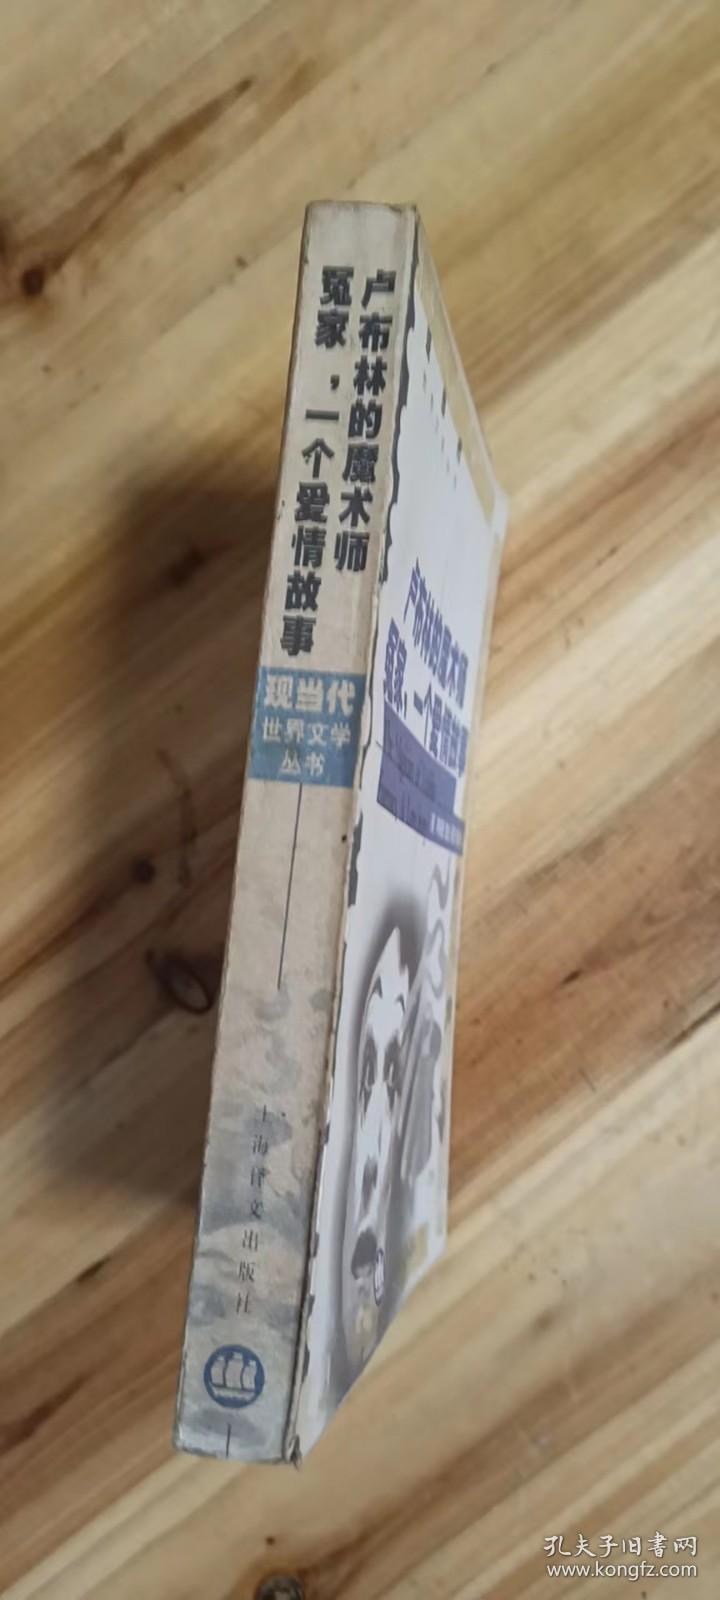 卢布林的魔术师
冤家，一个爱情故事
现当代
世界文学
丛书
上海译文出版社
卢布林的魔术师
冤家，一个爱情故事
孔夫子旧书网
www.kongfz.com